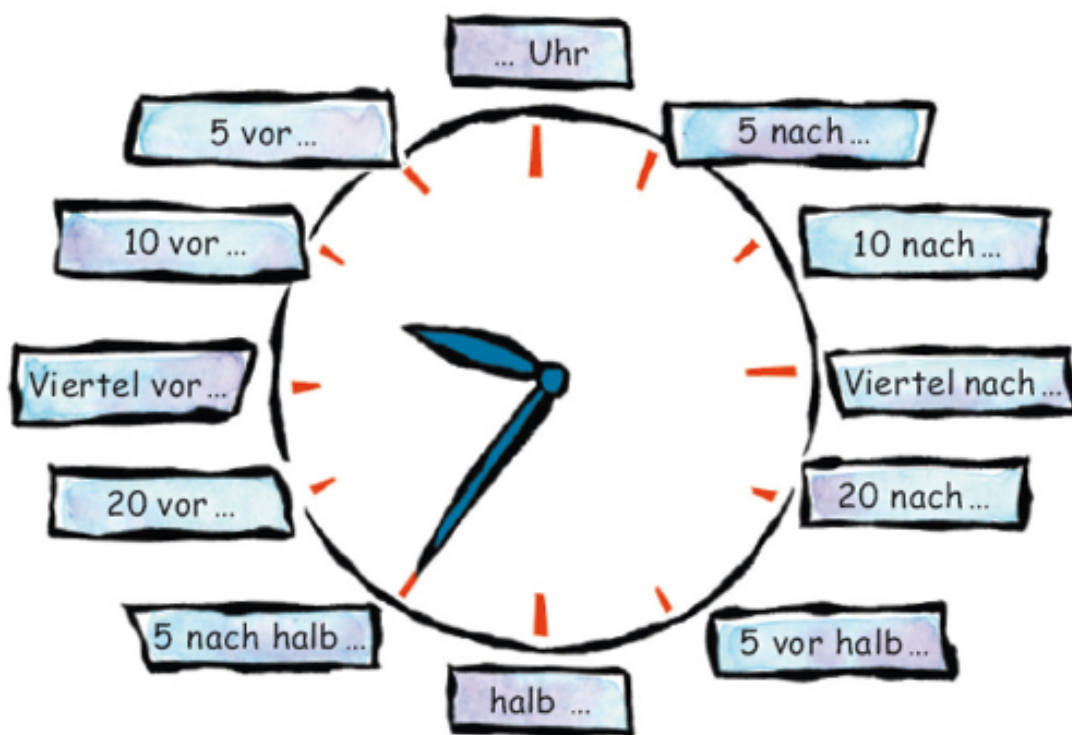 ... Uhr
5 vor ...
5 nach ...
10 vor ...
10 nach ...
Viertel vor ...
Viertel nach ...
20 vor ...
20 nach ...
5 nach halb ...
5 vor halb ...
halb ...